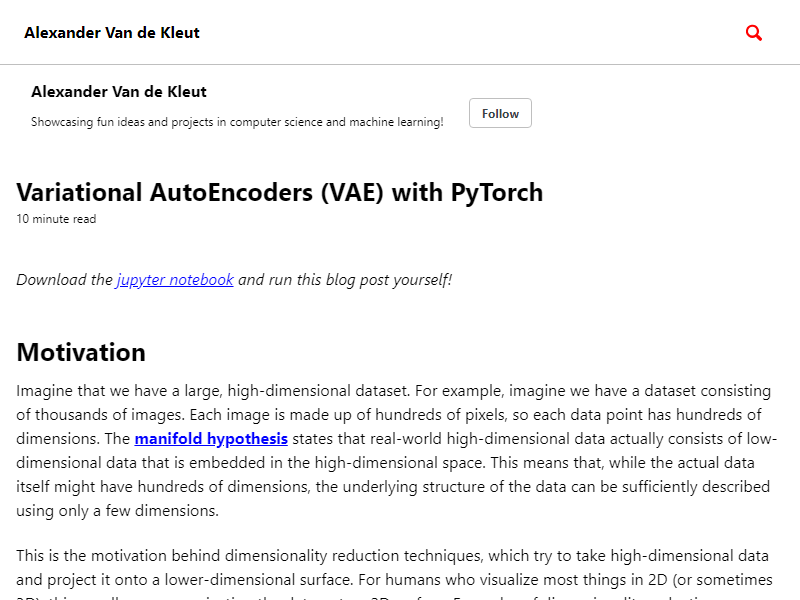 Alexander Van de Kleut
Alexander Van de Kleut
Showcasing fun ideas and projects in computer science and machine learning!
Follow
Variational AutoEncoders (VAE) with PyTorch
10 minute read
Download the jupyter notebook and run this blog post yourself!
Motivation
Imagine that we have a large, high-dimensional dataset. For example, imagine we have a dataset consisting
of thousands of images. Each image is made up of hundreds of pixels, so each data point has hundreds of
dimensions. The manifold hypothesis states that real-world high-dimensional data actually consists of low-
dimensional data that is embedded in the high-dimensional space. This means that, while the actual data
itself might have hundreds of dimensions, the underlying structure of the data can be sufficiently described
using only a few dimensions.
This is the motivation behind dimensionality reduction techniques, which try to take high-dimensional data
and project it onto a lower-dimensional surface. For humans who visualize most things in 2D (or sometimes